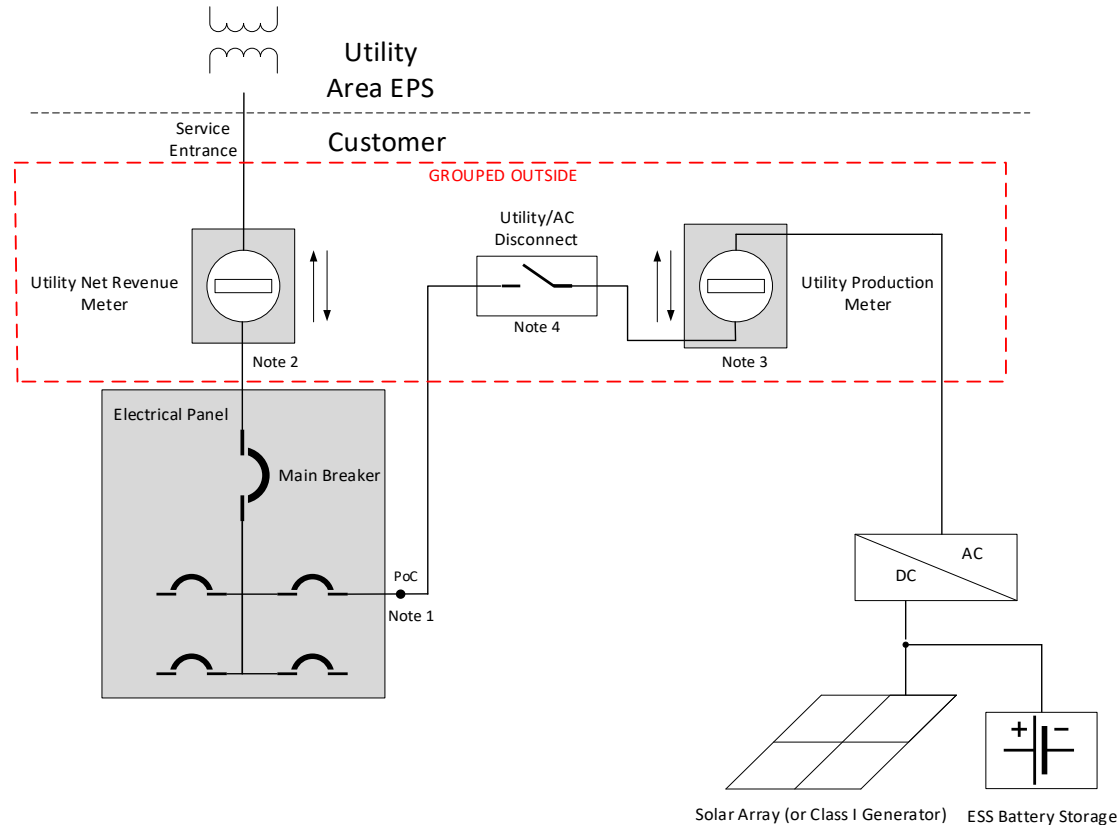 Utility
Area EPS
Service
Entrance
Customer
GROUPED OUTSIDE
Utility/AC
Disconnect
Utility Net Revenue
Meter
Utility Production
Meter
Note 4
Note 2
Note 3
Electrical Panel
Main Breaker
PoC
Note 1
AC
DC
+ −
Solar Array (or Class I Generator)
ESS Battery Storage